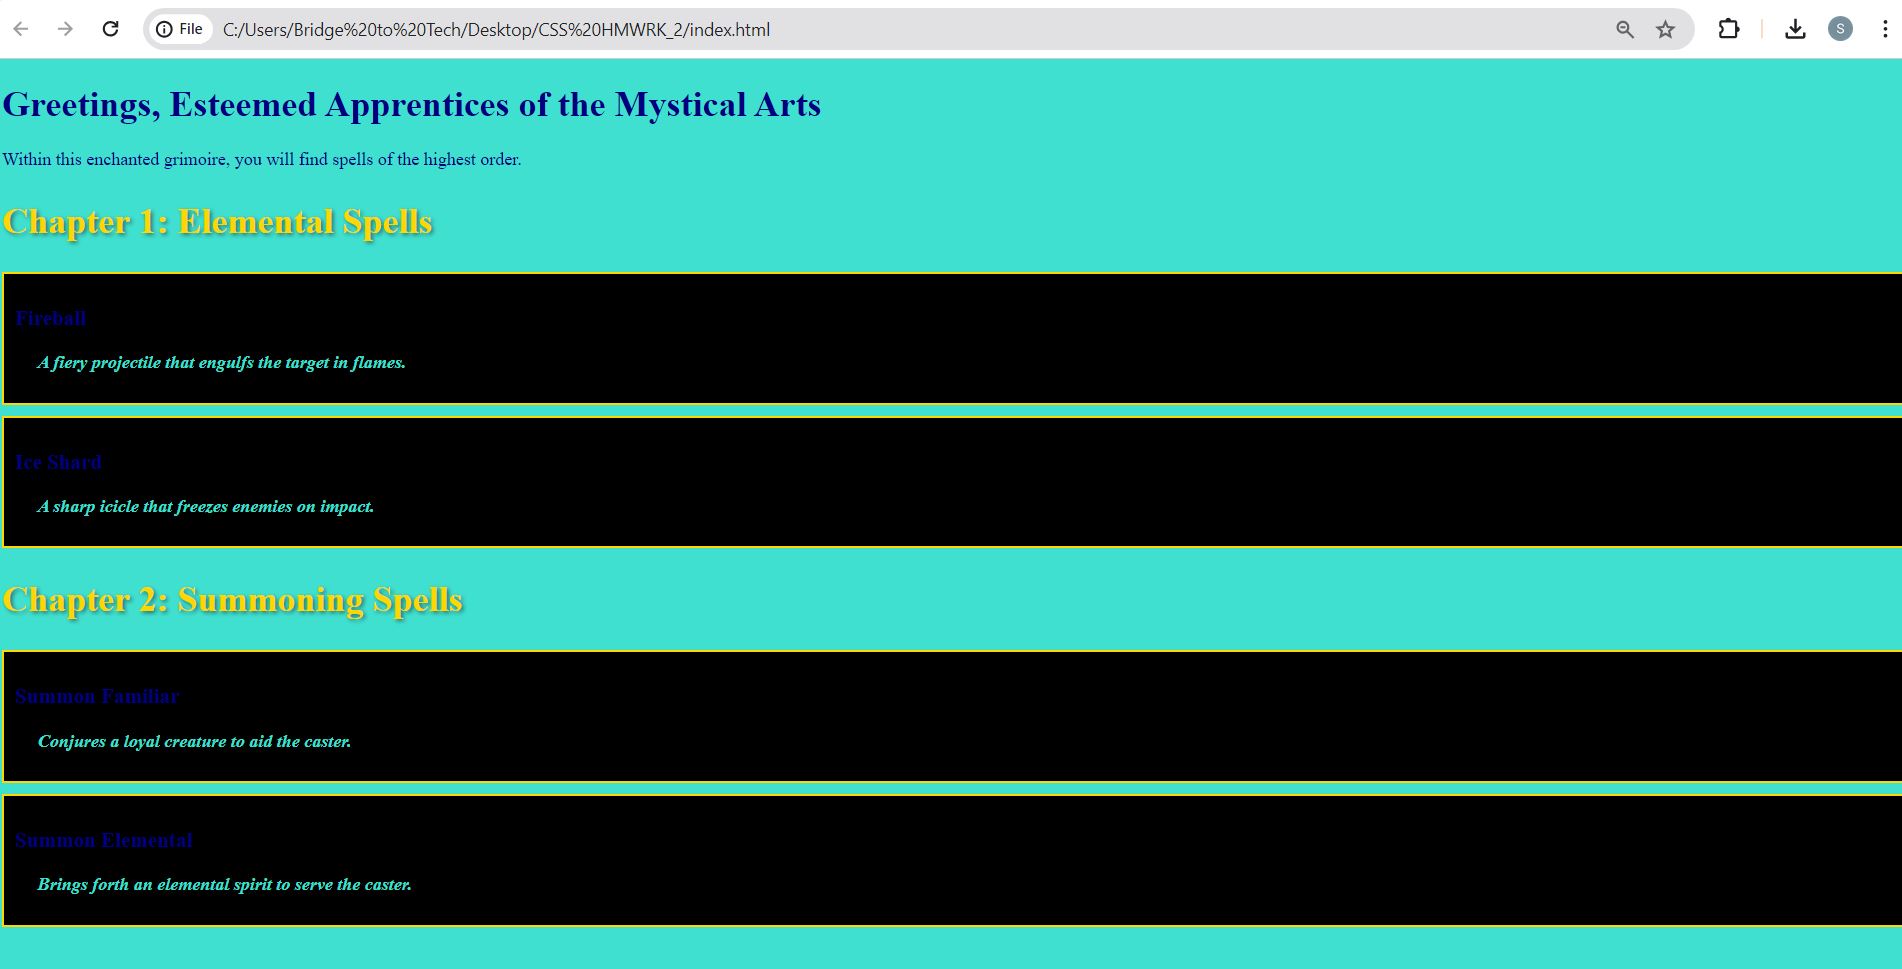 File C:/Users/Bridge%20to%20Tech/Desktop/CSS%20HMWRK_2/index.html S
Greetings, Esteemed Apprentices of the Mystical Arts
Within this enchanted grimoire, you will find spells of the highest order.
Chapter 1: Elemental Spells
Fireball
A fiery projectile that engulfs the target in flames.
Ice Shard
A sharp icicle that freezes enemies on impact.
Chapter 2: Summoning Spells
Summon Familiar
Conjures a loyal creature to aid the caster.
Summon Elemental
Brings forth an elemental spirit to serve the caster.